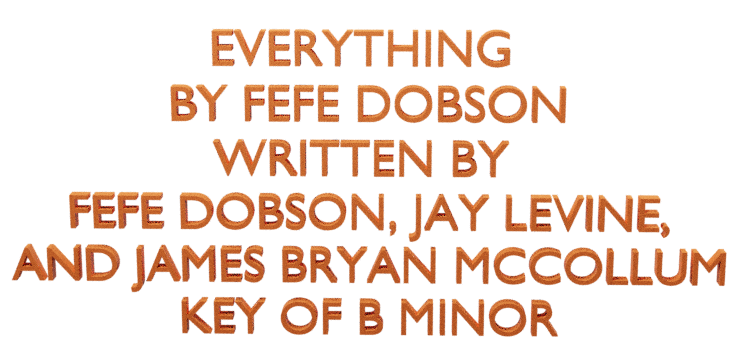 EVERYTHING
BY FEFE DOBSON
WRITTEN BY
FEFE DOBSON, JAY LEVINE,
AND JAMES BRYAN MCCOLLUM
KEY OF B MINOR